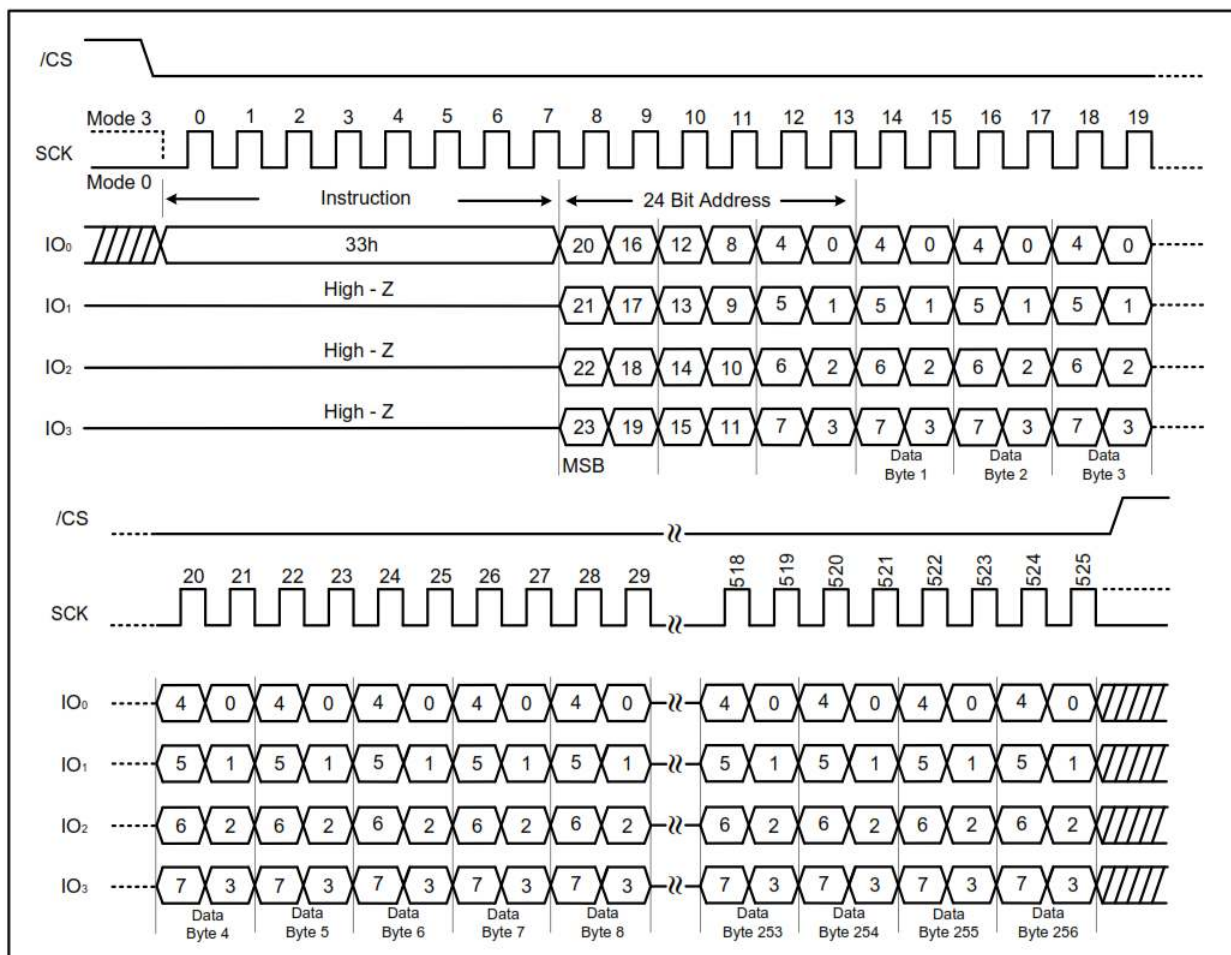 /CS
Mode 3
0 1 2 3 4 5 6 7 8 9 10 11 12 13 14 15 16 17 18 19
SCK
Mode 0
Instruction
24 Bit Address
IO0 33h 20 16 12 8 4 0 4 0 4 0 4 0
High - Z
IO1 21 17 13 9 5 1 5 1 5 1 5 1
High - Z
IO2 22 18 14 10 6 2 6 2 6 2 6 2
High - Z
IO3 23 19 15 11 7 3 7 3 7 3 7 3
MSB
Data Data Data
Byte 1 Byte 2 Byte 3
/CS
20 21 22 23 24 25 26 27 28 29 518 519 520 521 522 523 524 525
SCK
IO0 4 0 4 0 4 0 4 0 4 0 4 0 4 0 4 0 4 0
IO1 5 1 5 1 5 1 5 1 5 1 5 1 5 1 5 1 5 1
IO2 6 2 6 2 6 2 6 2 6 2 6 2 6 2 6 2 6 2
IO3 7 3 7 3 7 3 7 3 7 3 7 3 7 3 7 3 7 3
Data Data Data Data Data Data Data Data Data
Byte 4 Byte 5 Byte 6 Byte 7 Byte 8 Byte 253 Byte 254 Byte 255 Byte 256